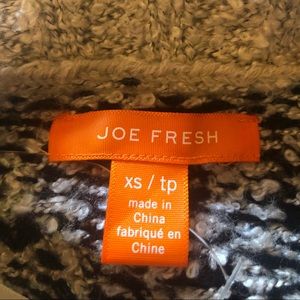 JOE FRESH
xs / tp
made in
China
fabriqué en
Chine